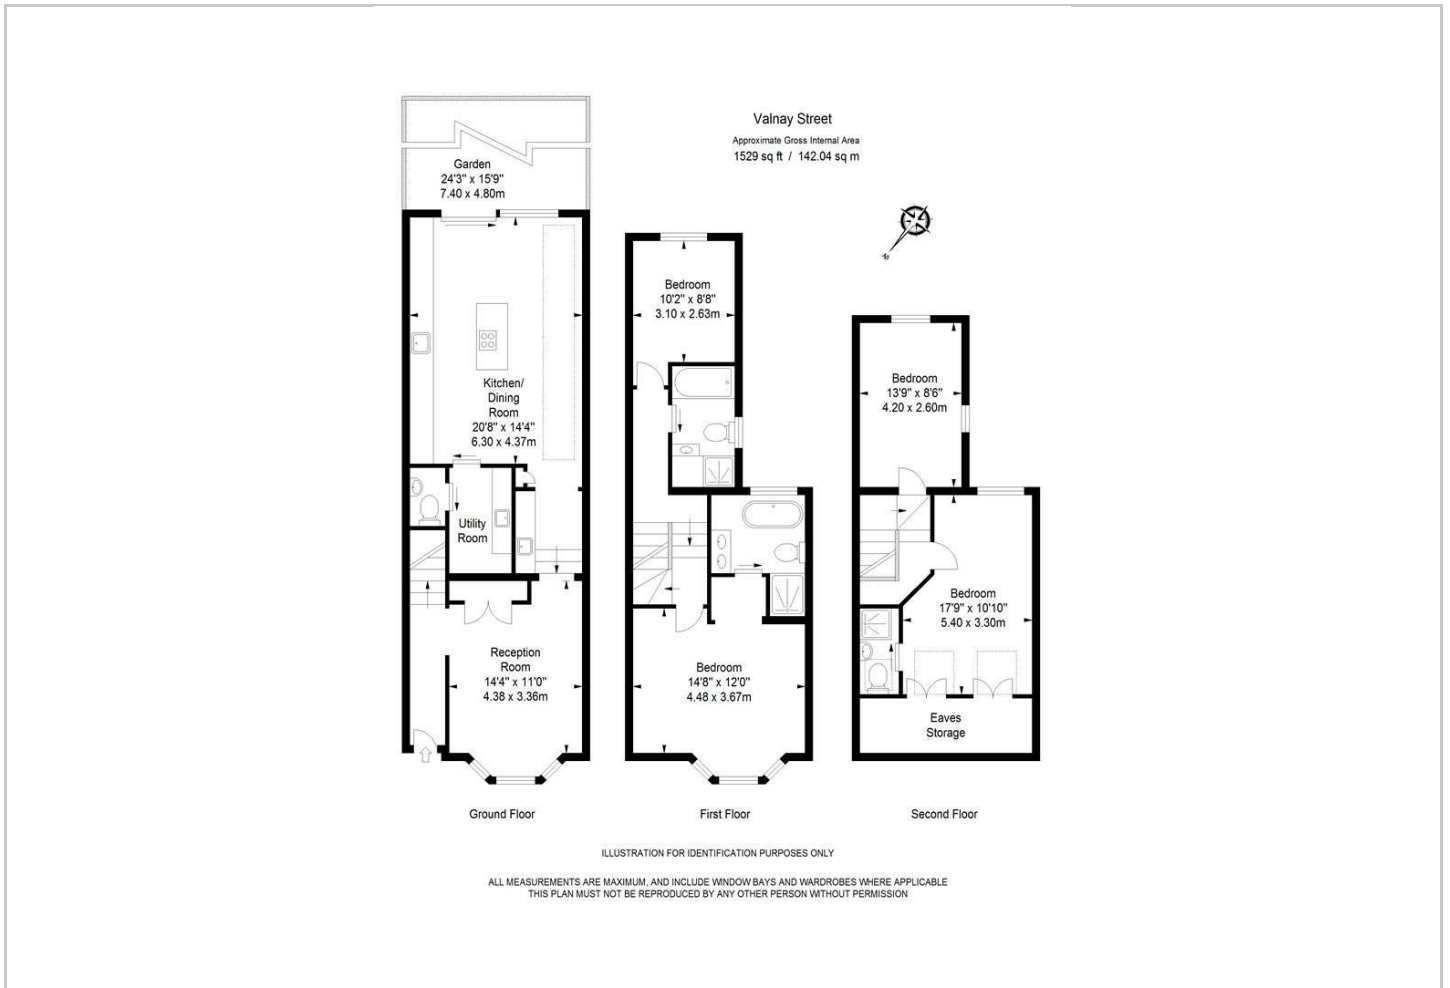 Valnay Street
Approximate Gross Internal Area
1529 sq ft / 142.04 sq m
Garden
24'3" x 15'9"
7.40 x 4.80m
Kitchen/
Dining
Room
20'8" x 14'4"
6.30 x 4.37m
Utility
Room
Reception
Room
14'4" x 11'0"
4.38 x 3.36m
Ground Floor
Bedroom
10'2" x 8'8"
3.10 x 2.63m
Bedroom
14'8" x 12'0"
4.48 x 3.67m
First Floor
N
Bedroom
13'9" x 8'6"
4.20 x 2.60m
Bedroom
17'9" x 10'10"
5.40 x 3.30m
Eaves
Storage
Second Floor
ILLUSTRATION FOR IDENTIFICATION PURPOSES ONLY
ALL MEASUREMENTS ARE MAXIMUM, AND INCLUDE WINDOW BAYS AND WARDROBES WHERE APPLICABLE
THIS PLAN MUST NOT BE REPRODUCED BY ANY OTHER PERSON WITHOUT PERMISSION